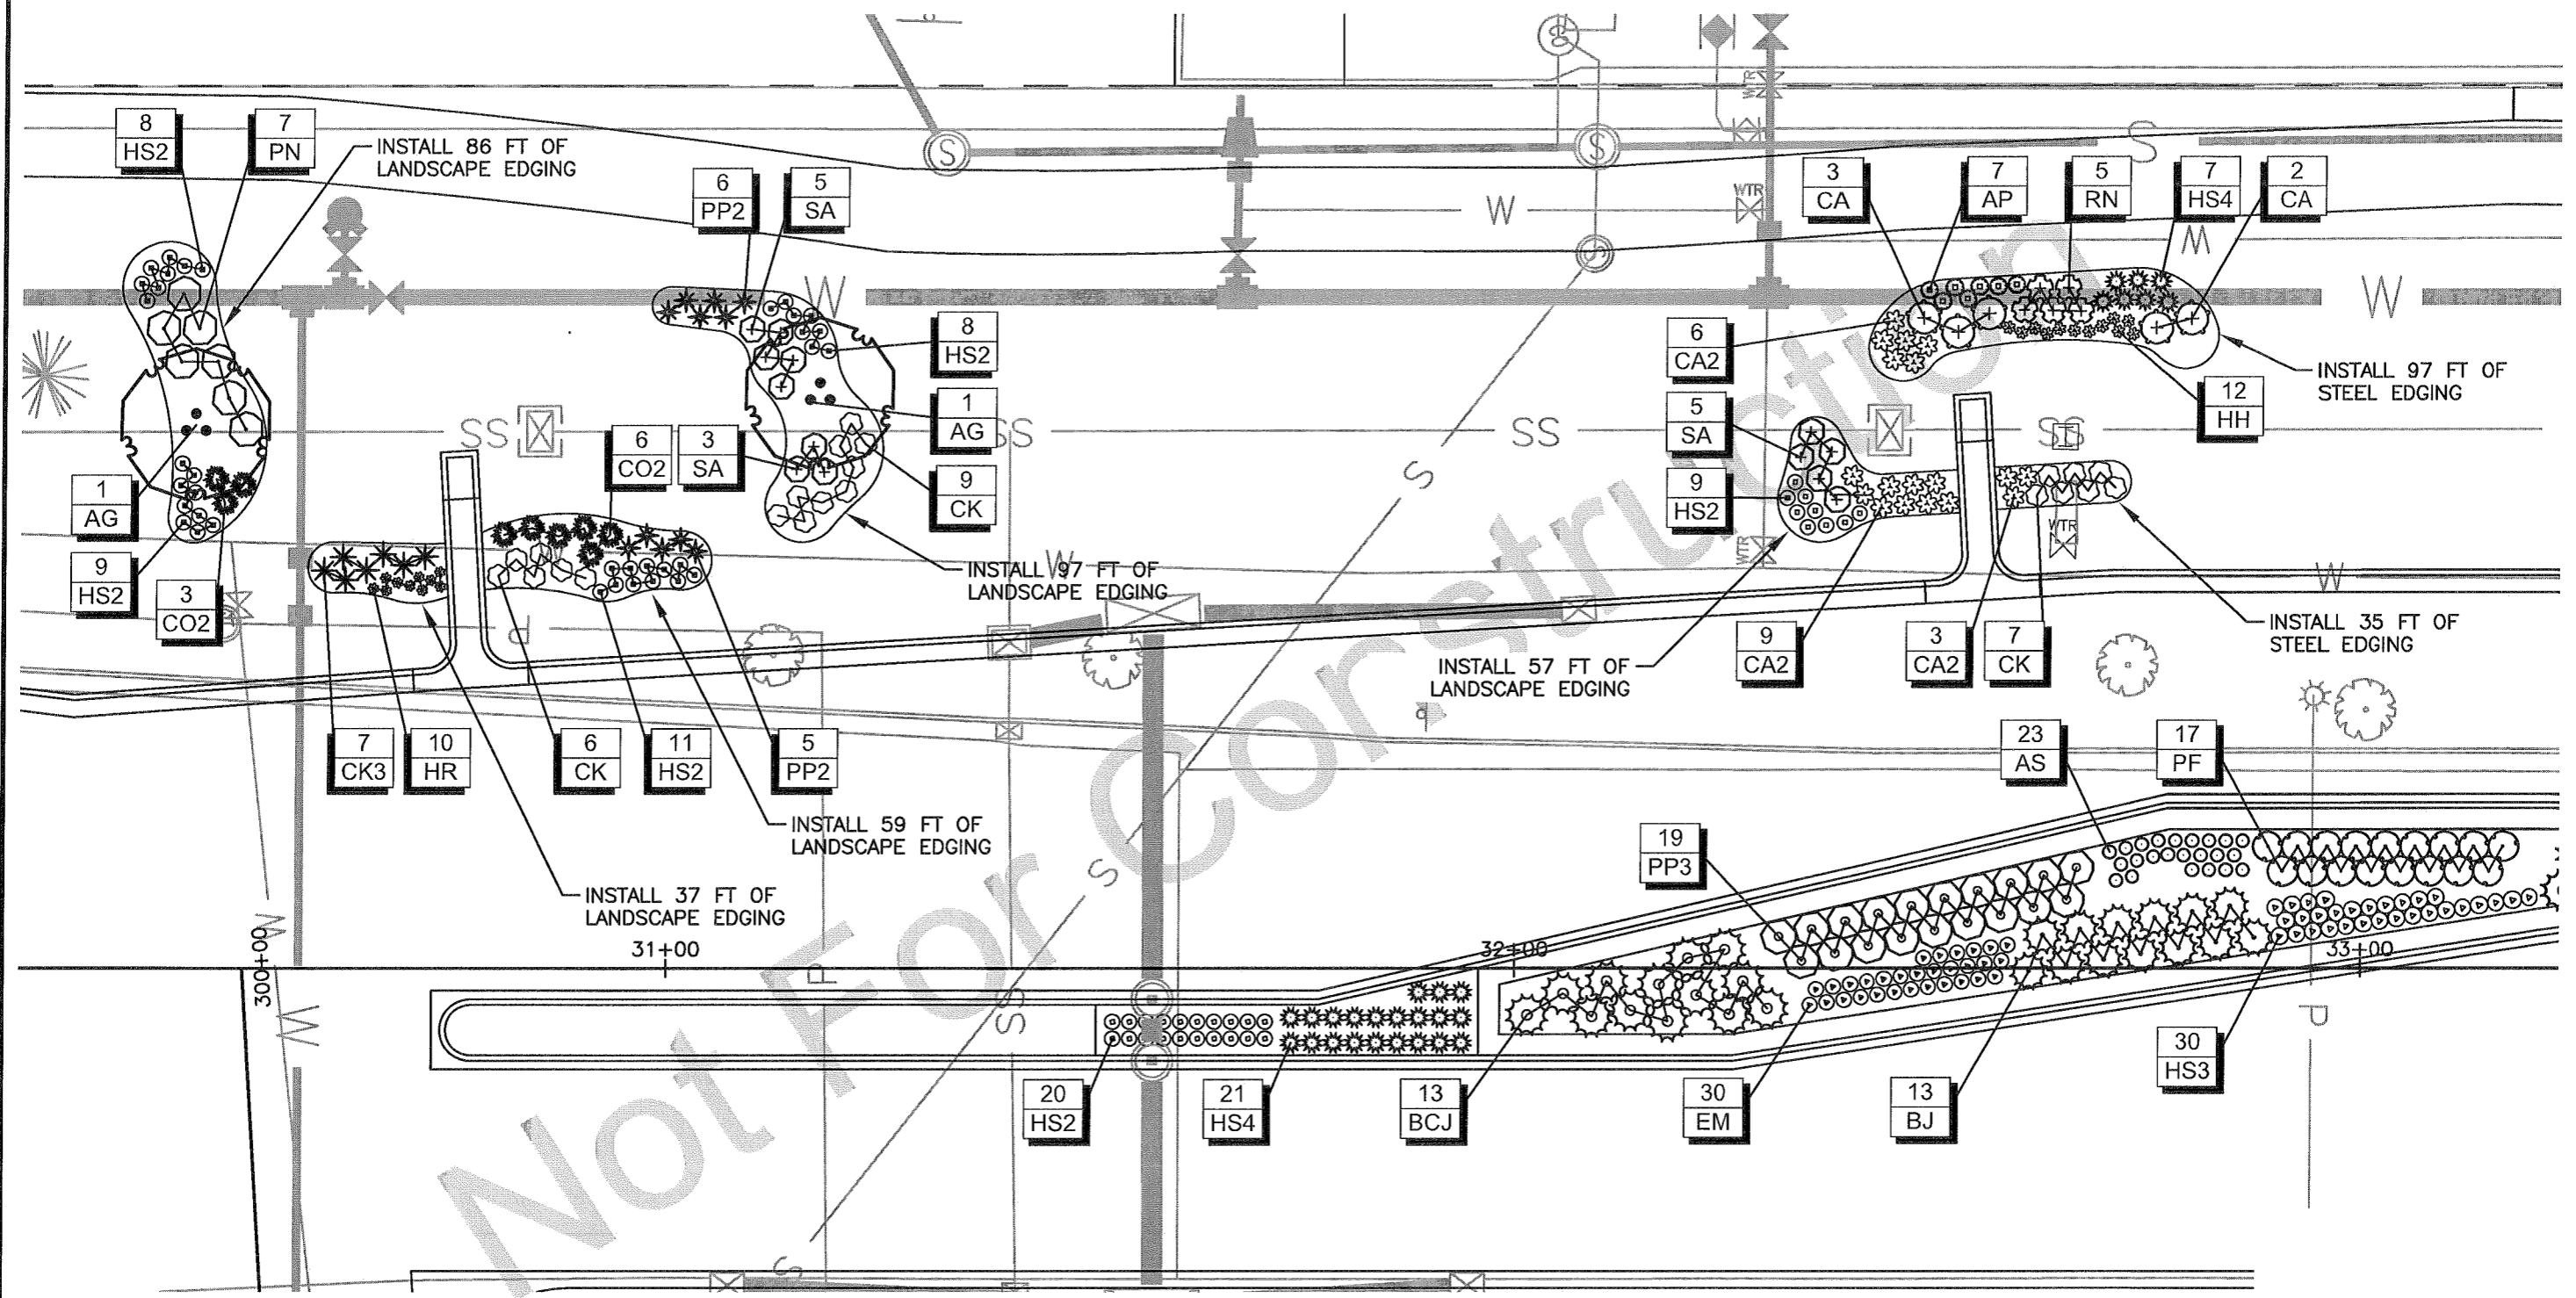 8
HS2
7
PN
INSTALL 86 FT OF
LANDSCAPE EDGING
6
PP2
5
SA
S
S
S
W
WTR
WTR
3
CA
7
AP
5
RN
7
HS4
2
CA
W
W
W
S
8
HS2
6
CA2
INSTALL 97 FT OF
STEEL EDGING
12
HH
1
AG
SS
SS
SS
SS
6
CO2
3
SA
5
SA
9
CK
9
HS2
S
1
AG
9
HS2
3
CO2
INSTALL 97 FT OF
LANDSCAPE EDGING
W
WTR
WTR
W
P
INSTALL 57 FT OF
LANDSCAPE EDGING
9
CA2
3
CA2
7
CK
INSTALL 35 FT OF
STEEL EDGING
7
CK3
10
HR
6
CK
11
HS2
5
PP2
23
AS
17
PF
INSTALL 59 FT OF
LANDSCAPE EDGING
19
PP3
INSTALL 37 FT OF
LANDSCAPE EDGING
S
300+00
31+00
32+00
33+00
W
W
P
SS
P
20
HS2
21
HS4
13
BCJ
30
EM
13
BJ
30
HS3
S
Not For Construction